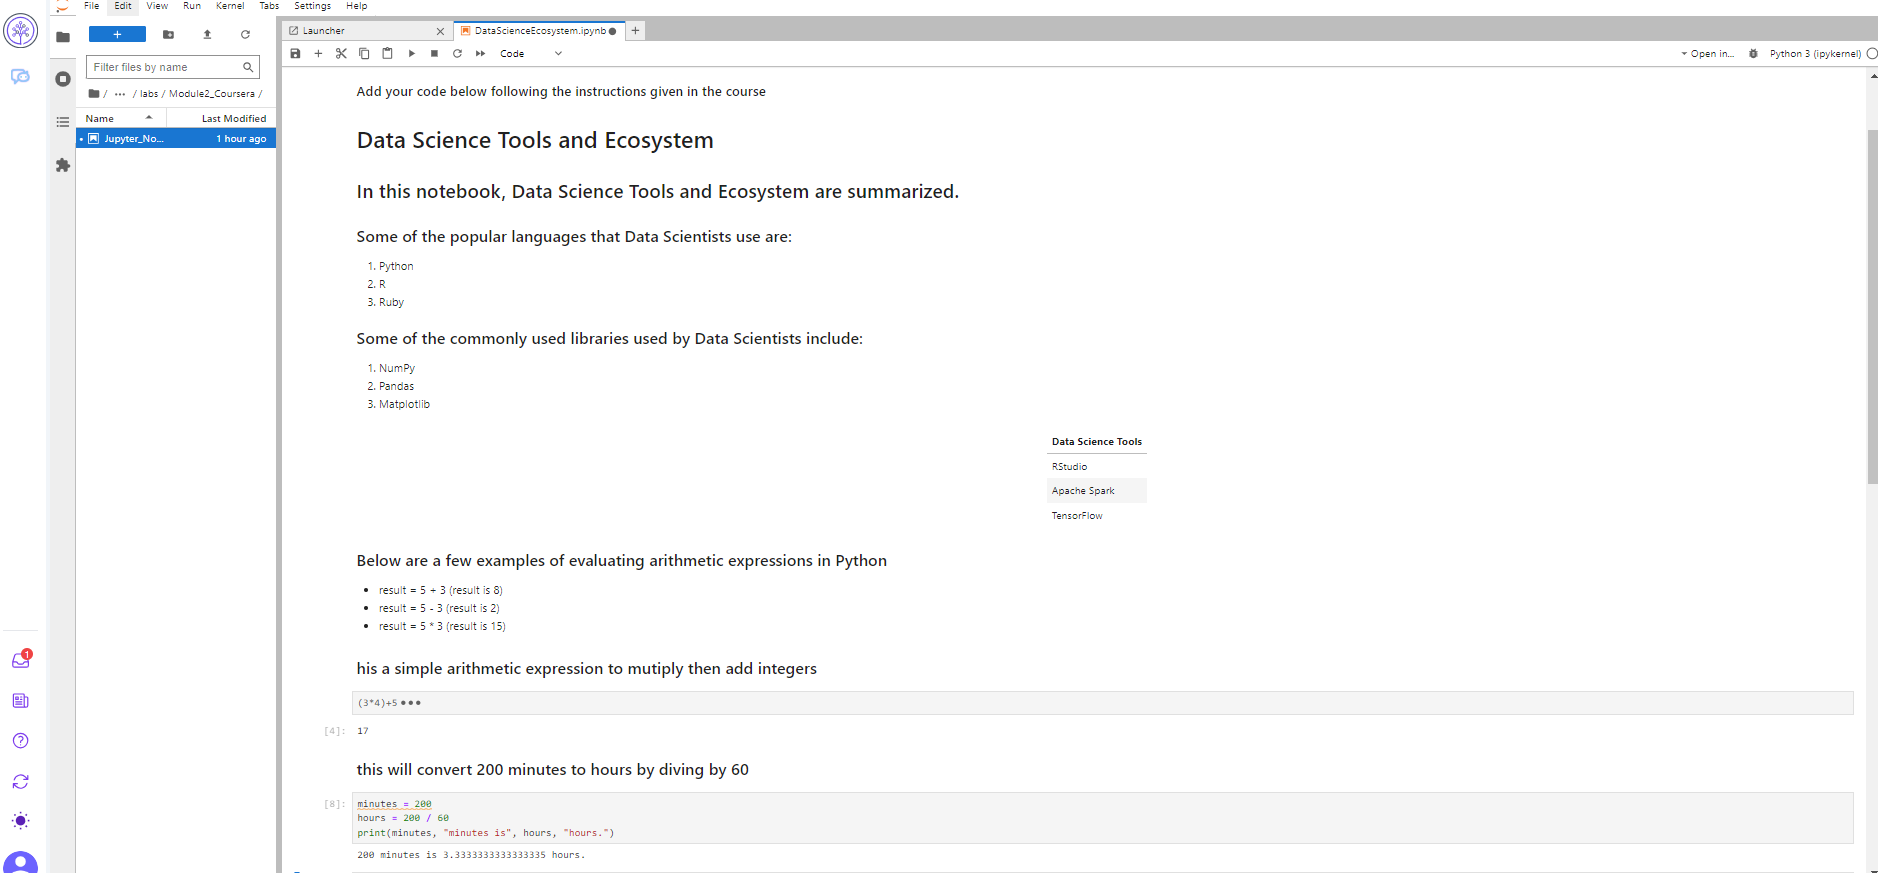 File Edit View Run Kernel Tabs Settings Help
Launcher
DataScienceEcosystem.ipynb
Code
Open in...
Python 3 (ipykernel)
Filter files by name
/ ... / labs / Module2_Coursera /
Name Last Modified
Jupyter_No... 1 hour ago
1
Add your code below following the instructions given in the course
Data Science Tools and Ecosystem
In this notebook, Data Science Tools and Ecosystem are summarized.
Some of the popular languages that Data Scientists use are:
1. Python
2. R
3. Ruby
Some of the commonly used libraries used by Data Scientists include:
1. NumPy
2. Pandas
3. Matplotlib
Data Science Tools
RStudio
Apache Spark
TensorFlow
Below are a few examples of evaluating arithmetic expressions in Python
• result = 5 + 3 (result is 8)
• result = 5 - 3 (result is 2)
• result = 5 * 3 (result is 15)
his a simple arithmetic expression to mutiply then add integers
(3*4)+5 •••
[4]: 17
this will convert 200 minutes to hours by diving by 60
[8]: minutes = 200
hours = 200 / 60
print(minutes, "minutes is", hours, "hours.")
200 minutes is 3.3333333333333335 hours.